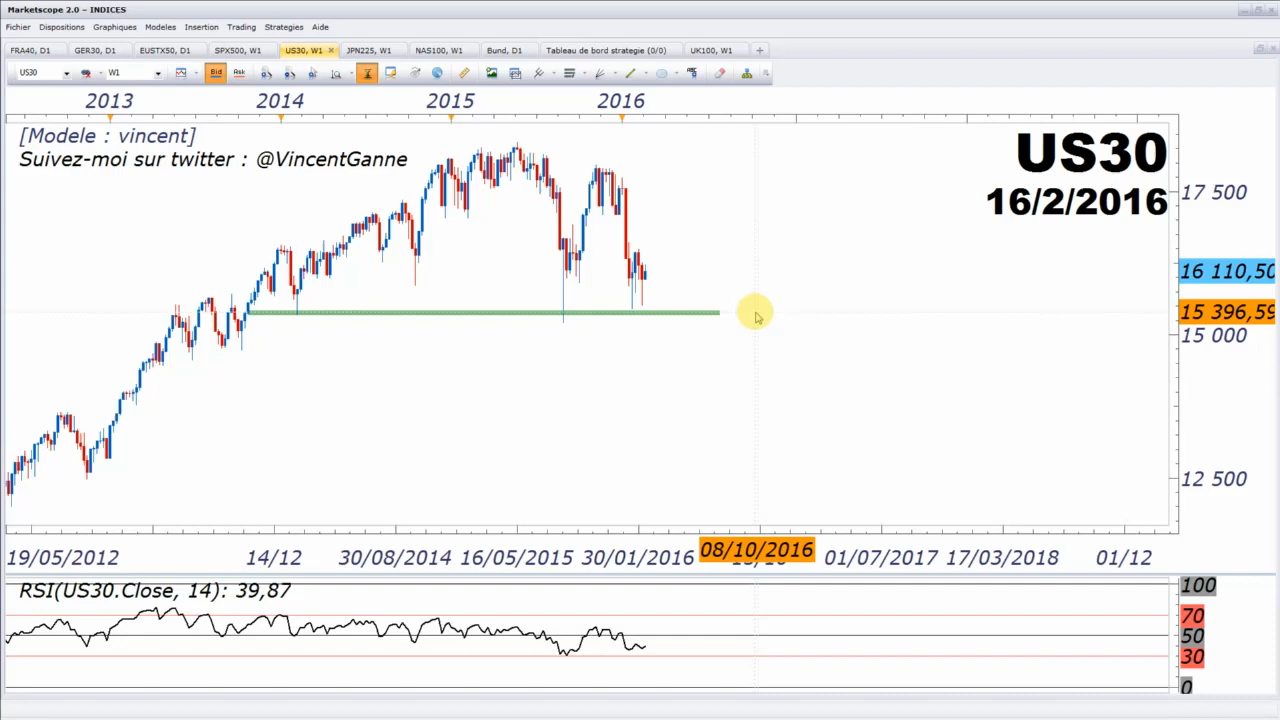 Marketscope 2.0 – INDICES
Fichier Dispositions Graphiques Modeles Insertion Trading Strategies Aide
FRA40, D1 GER30, D1 EUSTX50, D1 SPX500, W1 US30, W1 JPN225, W1 NAS100, W1 Bund, D1 Tableau de bord strategie (0/0) UK100, W1
US30 W1 Bid Ask ABC
2013 2014 2015 2016
[Modele : vincent]
Suivez-moi sur twitter : @VincentGanne
US30
16/2/2016
17 500
16 110,50
15 396,59
15 000
12 500
19/05/2012 14/12 30/08/2014 16/05/2015 30/01/2016 08/10/2016 01/07/2017 17/03/2018 01/12
RSI(US30.Close, 14): 39,87
100
70
50
30
0